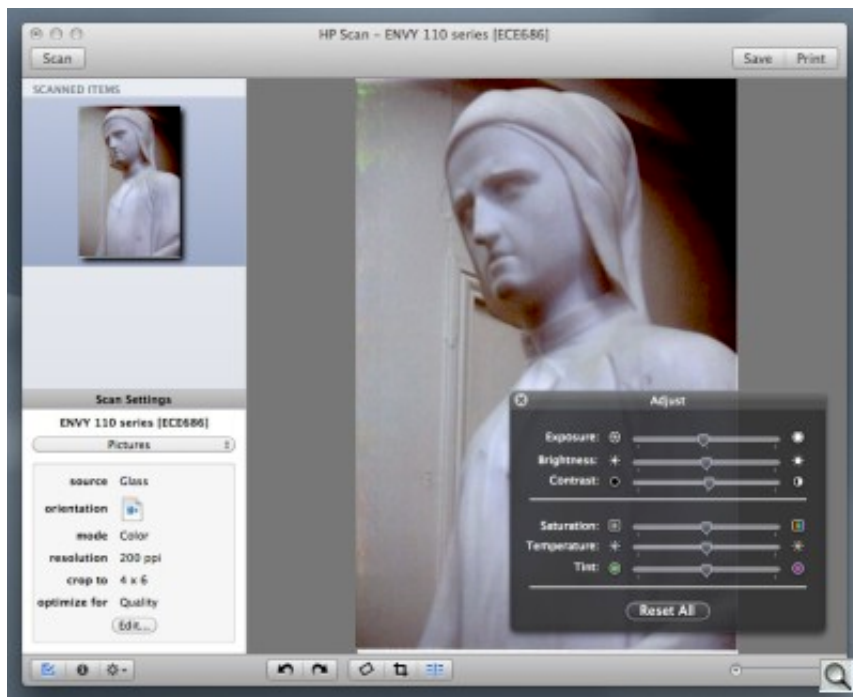 HP Scan – ENVY 110 series [ECE686]
Scan
Save Print
SCANNED ITEMS
Scan Settings
ENVY 110 series [ECE686]
Pictures
source Glass
orientation
mode Color
resolution 200 ppi
crop to 4 x 6
optimize for Quality
Edit...
Adjust
Exposure:
Brightness:
Contrast:
Saturation:
Temperature:
Tint:
Reset All